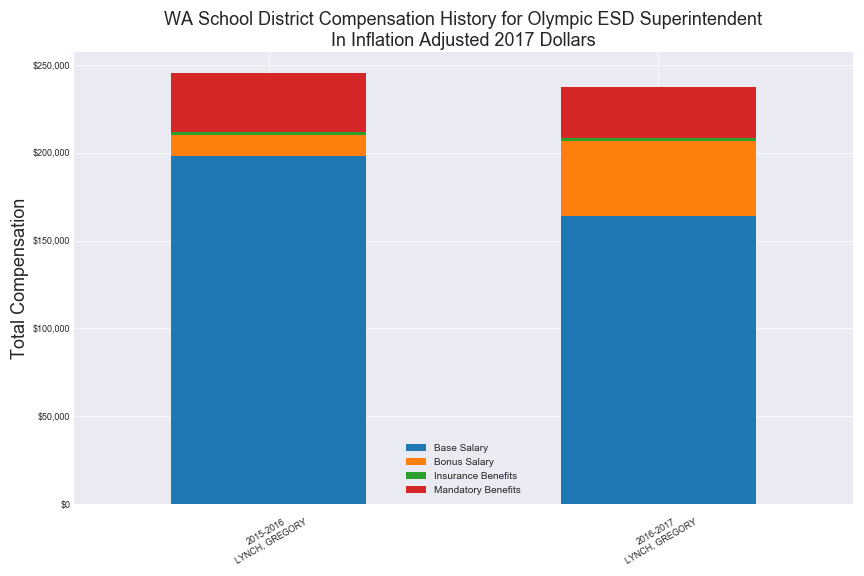 WA School District Compensation History for Olympic ESD Superintendent
In Inflation Adjusted 2017 Dollars
Total Compensation
$250,000
$200,000
$150,000
$100,000
$50,000
$0
Base Salary
Bonus Salary
Insurance Benefits
Mandatory Benefits
2015-2016
LYNCH, GREGORY
2016-2017
LYNCH, GREGORY